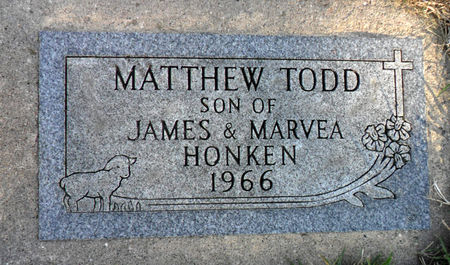 MATTHEW TODD
SON OF
JAMES & MARVEA
HONKEN
1966